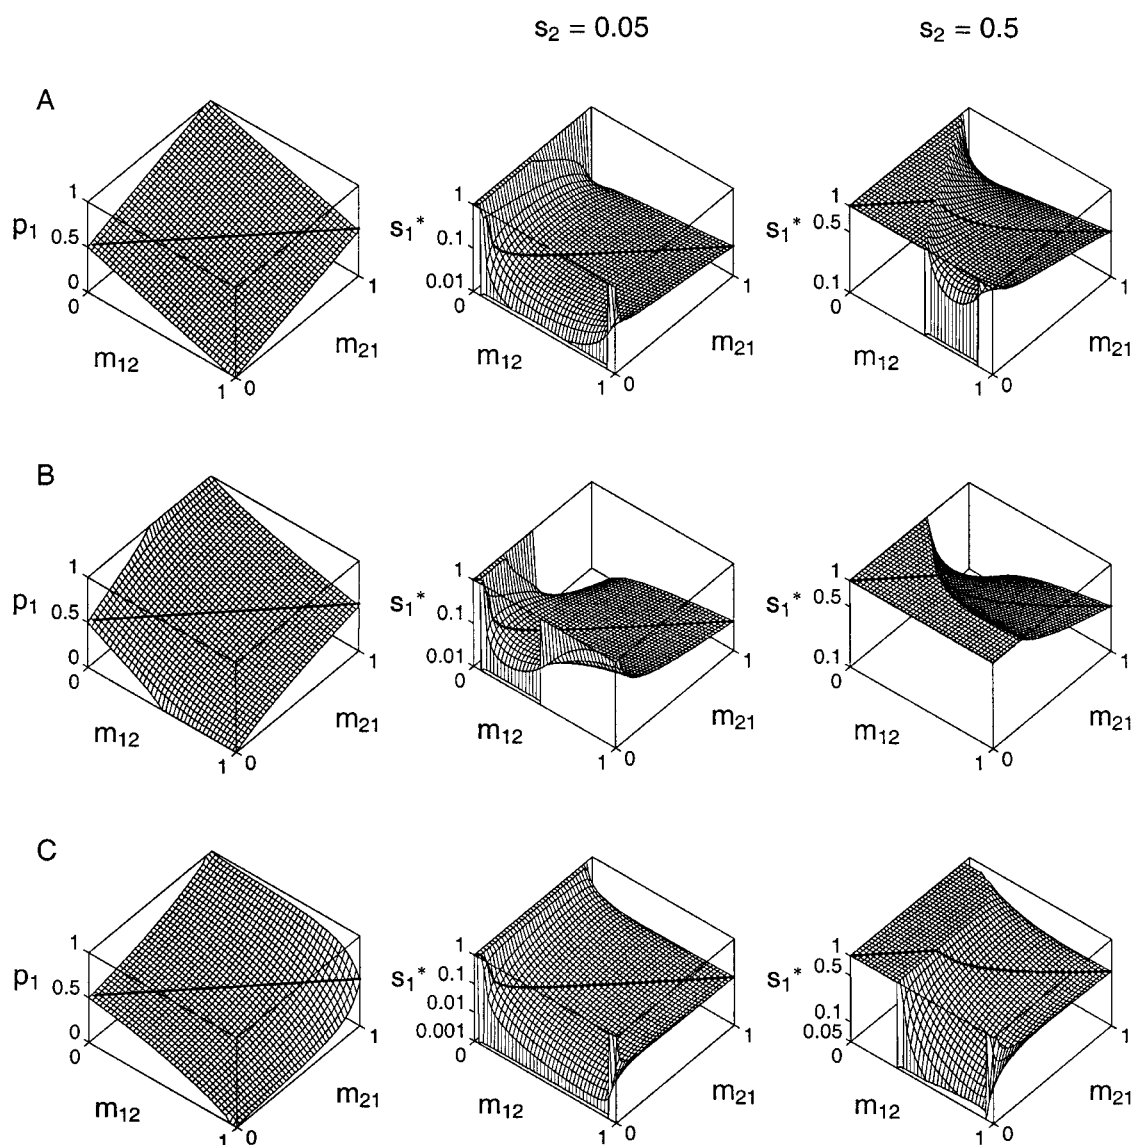 s₂ = 0.05 s₂ = 0.5
A
1 p₁ 0.5 0 0 m₁₂ 1 0 m₂₁ 1
1 s₁* 0.1 0.01 0 m₁₂ 1 0 m₂₁ 1
1 s₁* 0.5 0.1 0 m₁₂ 1 0 m₂₁ 1
B
1 p₁ 0.5 0 0 m₁₂ 1 0 m₂₁ 1
1 s₁* 0.1 0.01 0 m₁₂ 1 0 m₂₁ 1
1 s₁* 0.5 0.1 0 m₁₂ 1 0 m₂₁ 1
C
1 p₁ 0.5 0 0 m₁₂ 1 0 m₂₁ 1
1 s₁* 0.1 0.01 0.001 0 m₁₂ 1 0 m₂₁ 1
1 s₁* 0.5 0.1 0.05 0 m₁₂ 1 0 m₂₁ 1